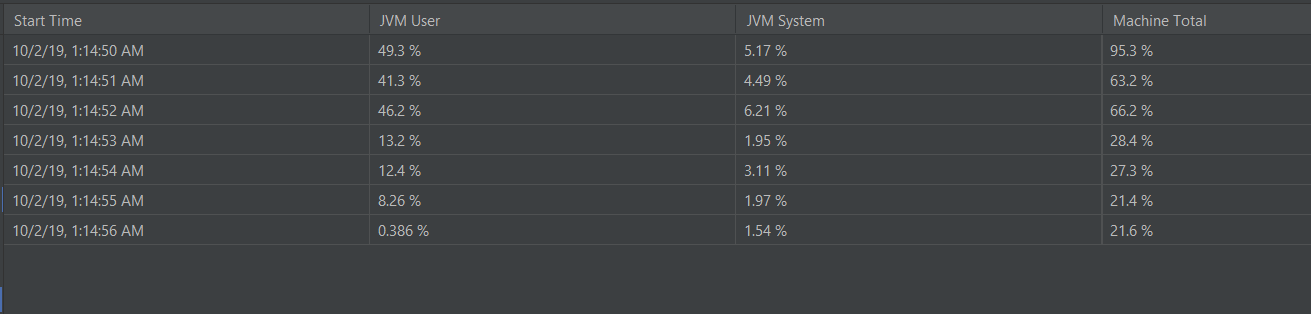 Start Time JVM User JVM System Machine Total
10/2/19, 1:14:50 AM 49.3 % 5.17 % 95.3 %
10/2/19, 1:14:51 AM 41.3 % 4.49 % 63.2 %
10/2/19, 1:14:52 AM 46.2 % 6.21 % 66.2 %
10/2/19, 1:14:53 AM 13.2 % 1.95 % 28.4 %
10/2/19, 1:14:54 AM 12.4 % 3.11 % 27.3 %
10/2/19, 1:14:55 AM 8.26 % 1.97 % 21.4 %
10/2/19, 1:14:56 AM 0.386 % 1.54 % 21.6 %